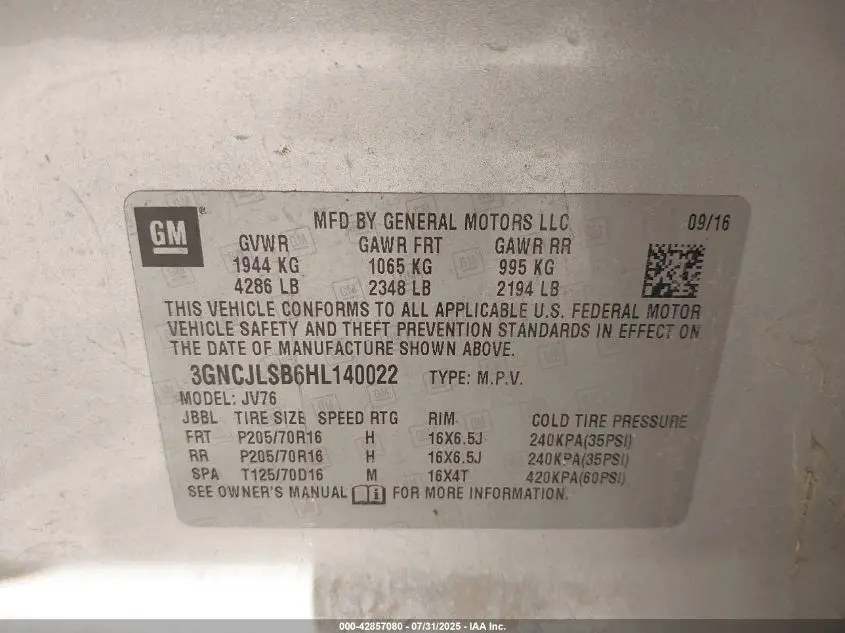 GM
MFD BY GENERAL MOTORS LLC 09/16
GVWR GAWR FRT GAWR RR
1944 KG 1065 KG 995 KG
4286 LB 2348 LB 2194 LB
THIS VEHICLE CONFORMS TO ALL APPLICABLE U.S. FEDERAL MOTOR
VEHICLE SAFETY AND THEFT PREVENTION STANDARDS IN EFFECT ON
THE DATE OF MANUFACTURE SHOWN ABOVE.
3GNCJLSB6HL140022 TYPE: M.P.V.
MODEL: JV76
JBBL TIRE SIZE SPEED RTG RIM COLD TIRE PRESSURE
FRT P205/70R16 H 16X6.5J 240KPA(35PSI)
RR P205/70R16 H 16X6.5J 240KPA(35PSI)
SPA T125/70D16 M 16X4T 420KPA(60PSI)
SEE OWNER'S MANUAL FOR MORE INFORMATION.
000-42857080 - 07/31/2025 - IAA Inc.